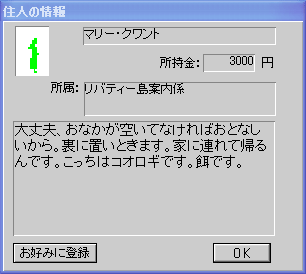 住人の情報
マリー・クワント
所持金: 3000 円
所属: リバティー島案内係
大丈夫、おなかが空いてなければおとなし
いから。裏に置いときます。家に連れて帰る
んです。こっちはコオロギです。餌です。
お好みに登録 OK